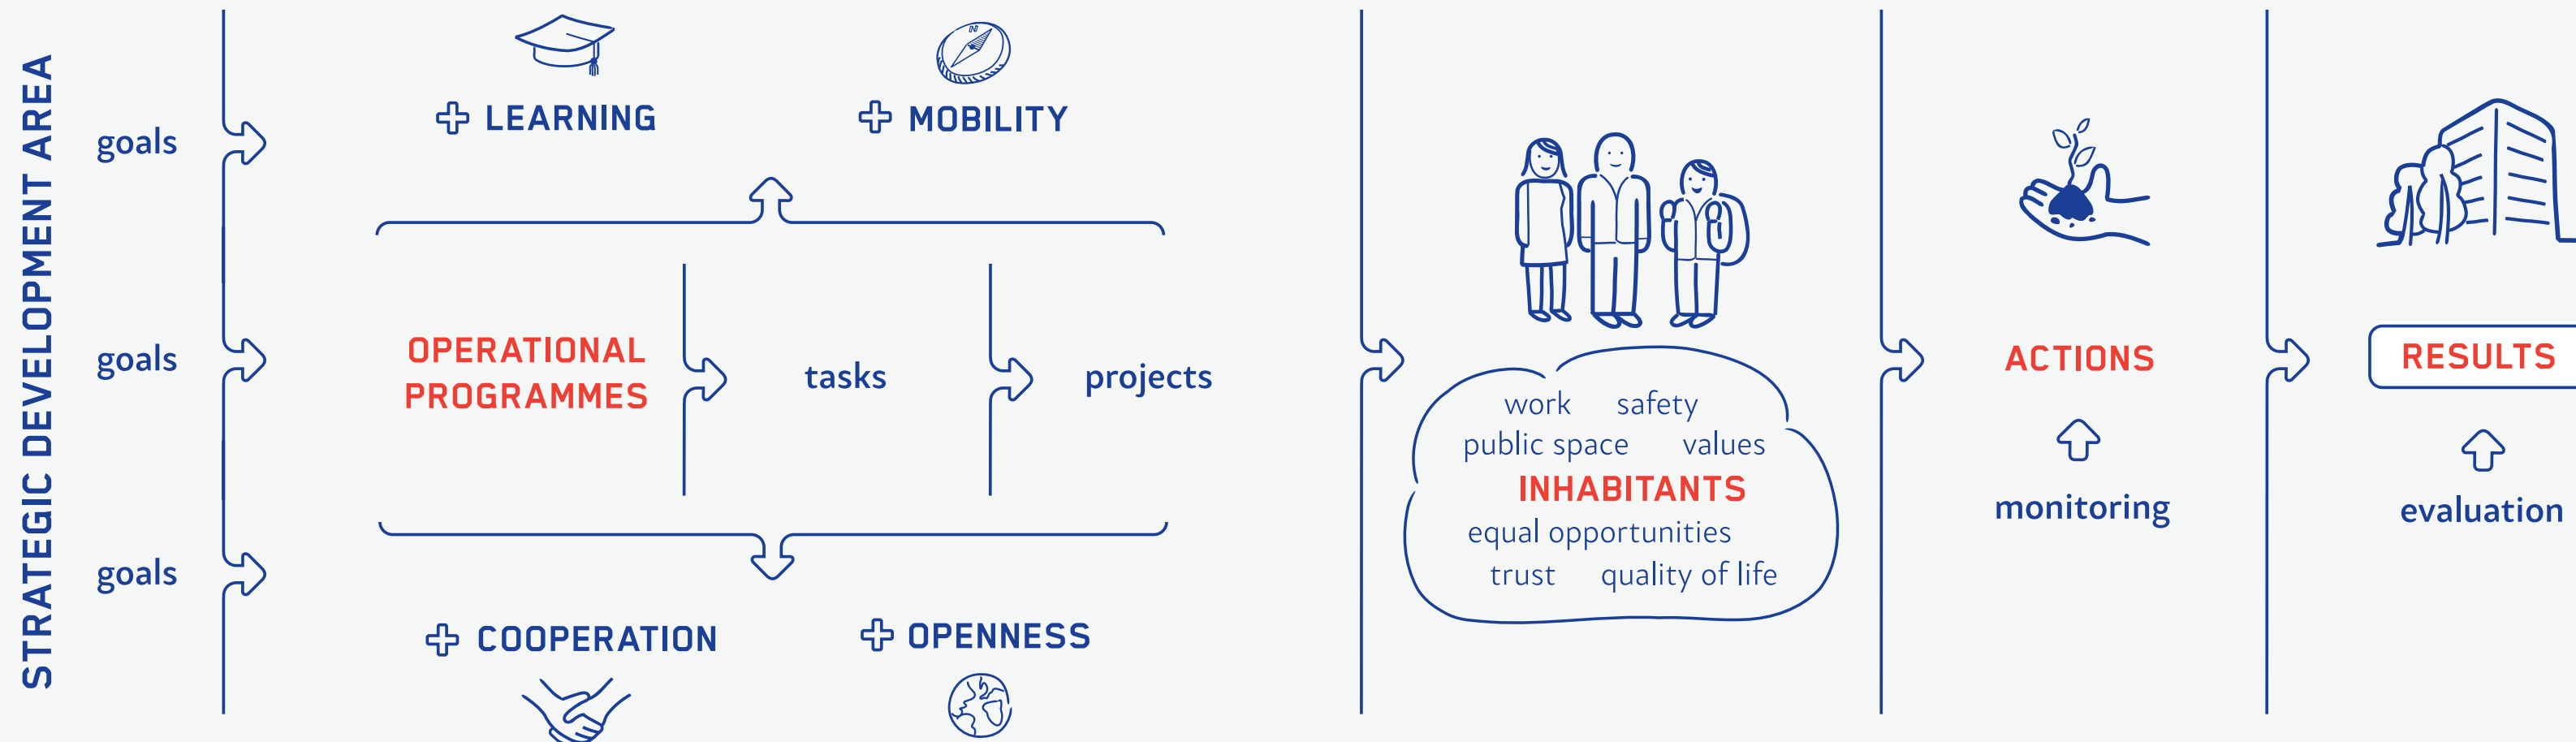 STRATEGIC DEVELOPMENT AREA
goals
goals
goals
LEARNING
MOBILITY
OPERATIONAL
PROGRAMMES
tasks
projects
COOPERATION
OPENNESS
work safety
public space values
INHABITANTS
equal opportunities
trust quality of life
ACTIONS
monitoring
RESULTS
evaluation